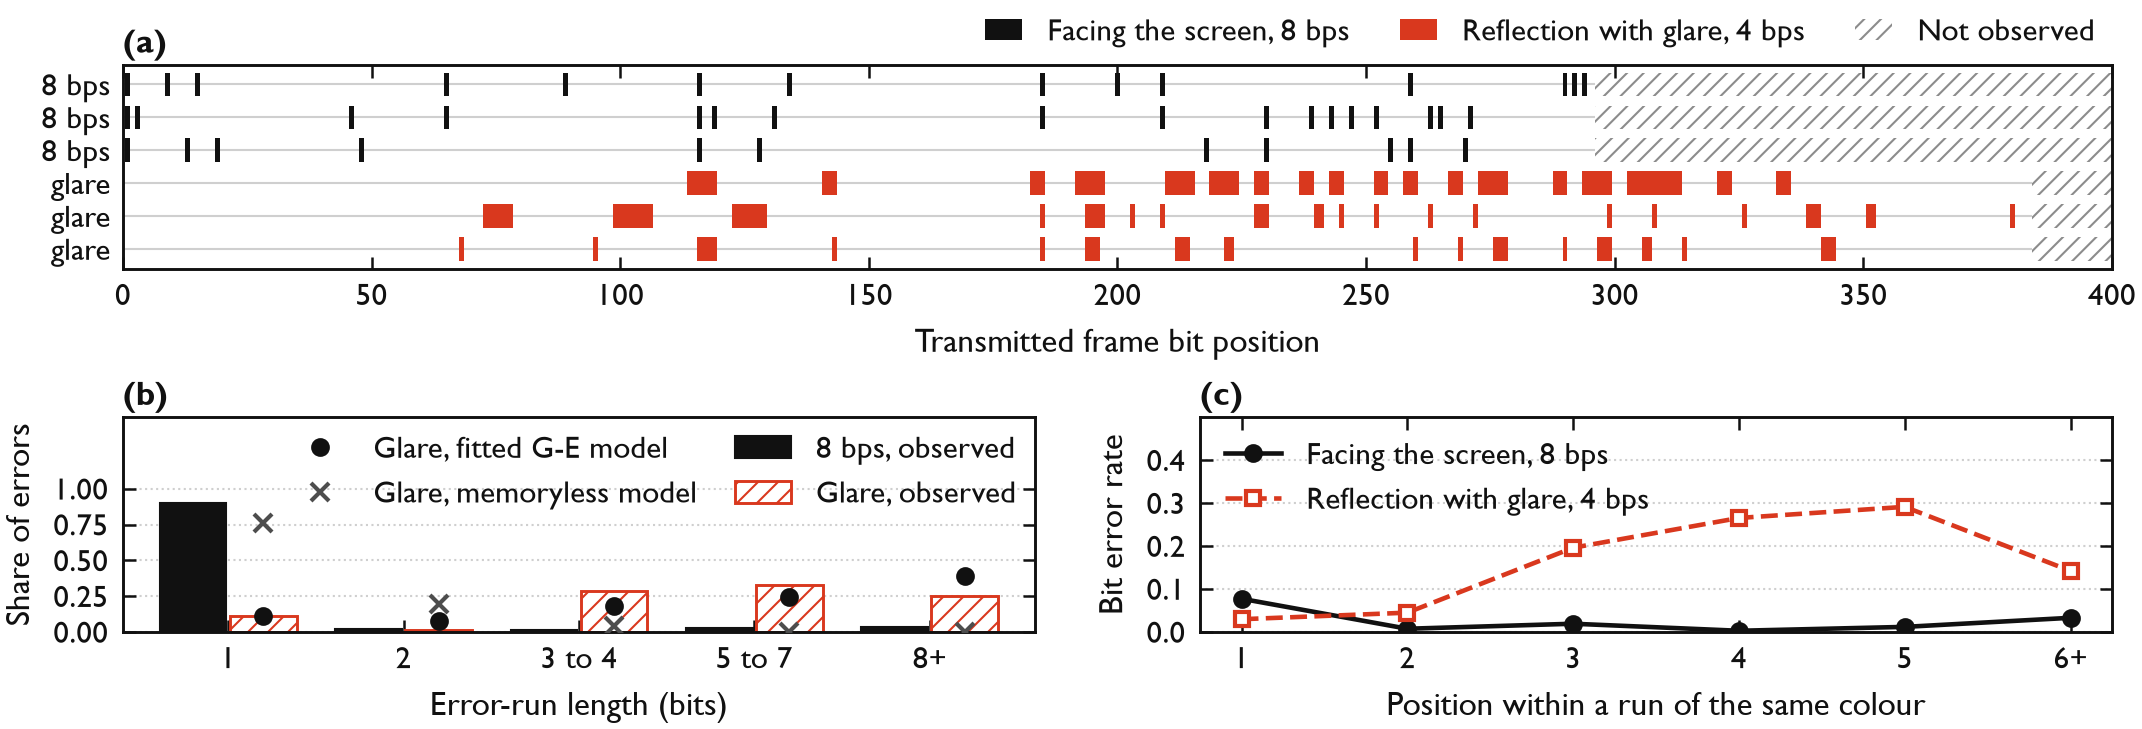 Facing the screen, 8 bps Reflection with glare, 4 bps Not observed
(a)
8 bps
8 bps
8 bps
glare
glare
glare
0 50 100 150 200 250 300 350 400
Transmitted frame bit position
(b)
Share of errors
1.00
0.75
0.50
0.25
0.00
Glare, fitted G-E model 8 bps, observed
Glare, memoryless model Glare, observed
1 2 3 to 4 5 to 7 8+
Error-run length (bits)
(c)
Bit error rate
0.4
0.3
0.2
0.1
0.0
Facing the screen, 8 bps
Reflection with glare, 4 bps
1 2 3 4 5 6+
Position within a run of the same colour